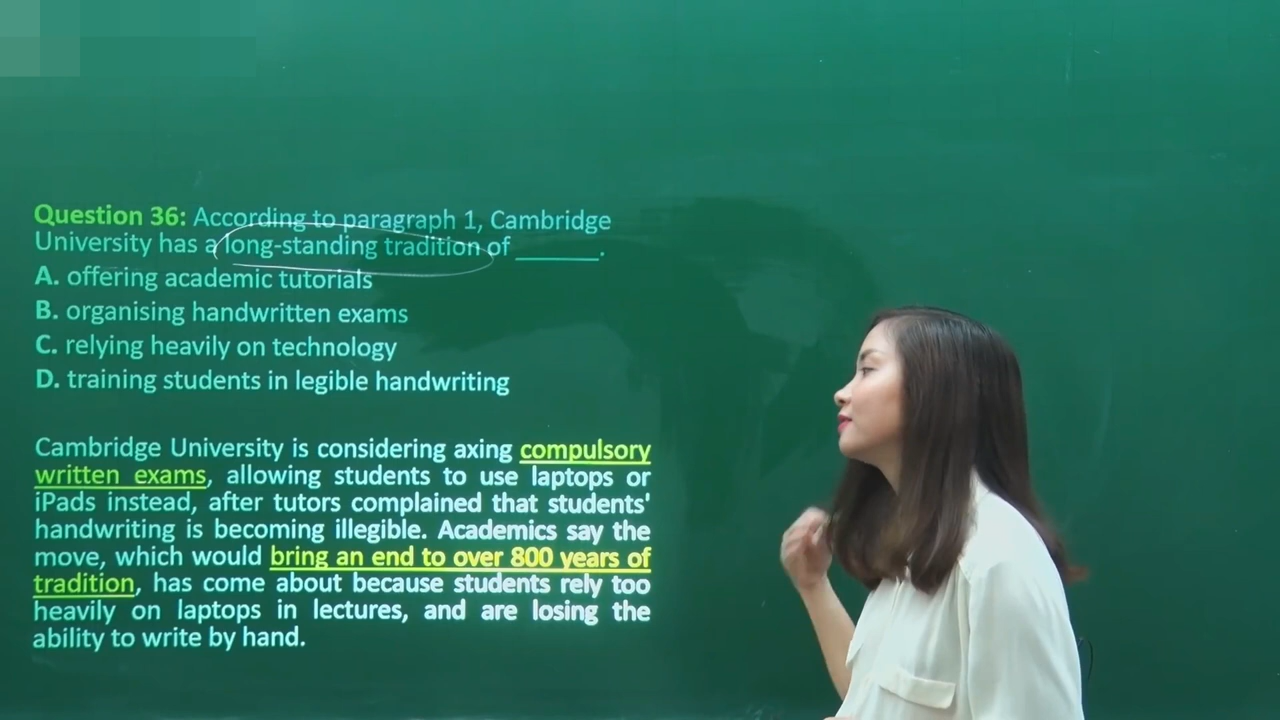 Question 36: According to paragraph 1, Cambridge
University has a long-standing tradition of ______.
A. offering academic tutorials
B. organising handwritten exams
C. relying heavily on technology
D. training students in legible handwriting
Cambridge University is considering axing compulsory
written exams, allowing students to use laptops or
iPads instead, after tutors complained that students'
handwriting is becoming illegible. Academics say the
move, which would bring an end to over 800 years of
tradition, has come about because students rely too
heavily on laptops in lectures, and are losing the
ability to write by hand.